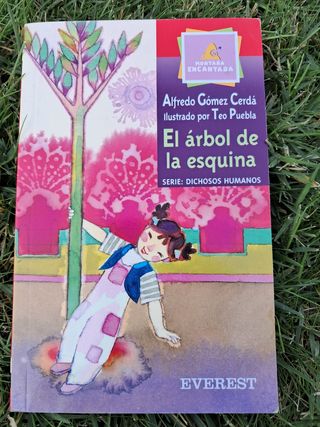 MONTAÑA
ENCANTADA
Alfredo Gómez Cerdá
Ilustrado por Teo Puebla
El árbol de
la esquina
SERIE: DICHOSOS HUMANOS
EVEREST